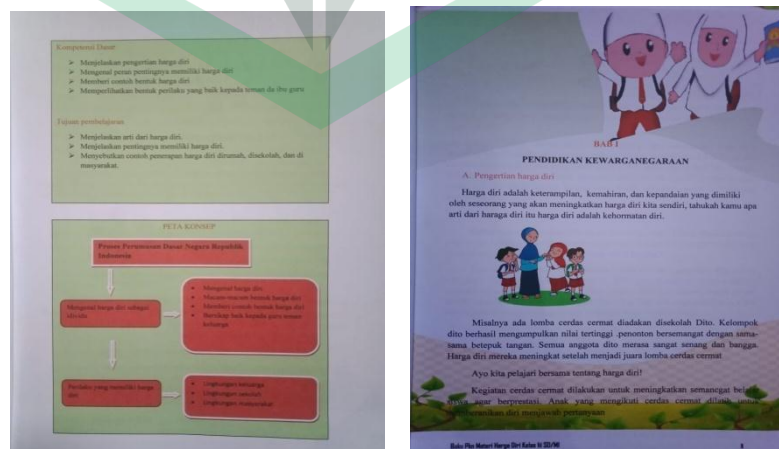 Kompetensi Dasar
➢ Menjelaskan pengertian harga diri
➢ Mengenal peran pentingnya memiliki harga diri
➢ Memberi contoh bentuk harga diri
➢ Memperlihatkan bentuk perilaku yang baik kepada teman da ibu guru
Tujuan pembelajaran
➢ Menjelaskan arti dari harga diri.
➢ Menjelaskan pentingnya memiliki harga diri.
➢ Menyebutkan contoh penerapan harga diri dirumah, disekolah, dan di
masyarakat.
PETA KONSEP
Proses Perumusan Dasar Negara Republik
Indonesia
Mengenal harga diri sebagai
• Mengenal harga diri
• Macam-macam bentuk harga diri
• Memberi contoh bentuk harga diri
• Bersikap baik kepada guru teman
keluarga
Perilaku yang memiliki harga
diri
• Lingkungan keluarga
• Lingkungan sekolah
• Lingkungan masyarakat
BAB I
PENDIDIKAN KEWARGANEGARAAN
A. Pengertian harga diri
Harga diri adalah keterampilan, kemahiran, dan kepandaian yang dimiliki
oleh seseorang yang akan meningkatkan harga diri kita sendiri, tahukah kamu apa
arti dari haraga diri itu harga diri adalah kehormatan diri.
Misalnya ada lomba cerdas cermat diadakan disekolah Dito. Kelompok
dito berhasil mengumpulkan nilai tertinggi .penonton bersemangat dengan sama-
sama betepuk tangan. Semua anggota dito merasa sangat senang dan bangga.
Harga diri mereka meningkat setelah menjadi juara lomba cerdas cermat
Ayo kita pelajari bersama tentang harga diri!
Kegiatan cerdas cermat dilakukan untuk meningkatkan semanegat
agar berprestasi. Anak yang mengikuti cerdas cermat dilatih untuk
diri menjawab pertanyaan
Buku Pkn Materi Harga Diri Kelas III SD/MI